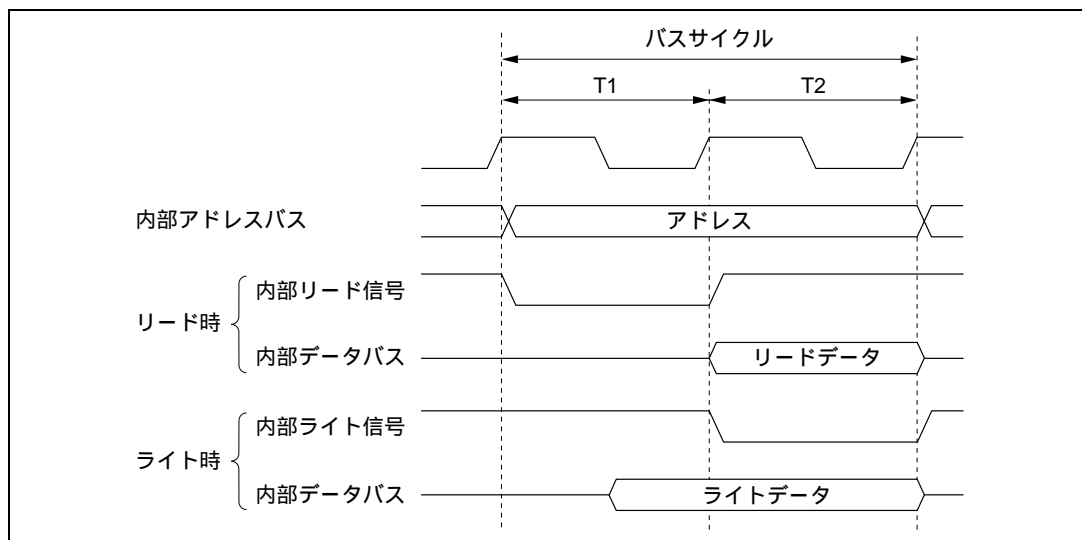 バスサイクル
T1
T2
内部アドレスバス
アドレス
リード時
内部リード信号
内部データバス
リードデータ
ライト時
内部ライト信号
内部データバス
ライトデータ